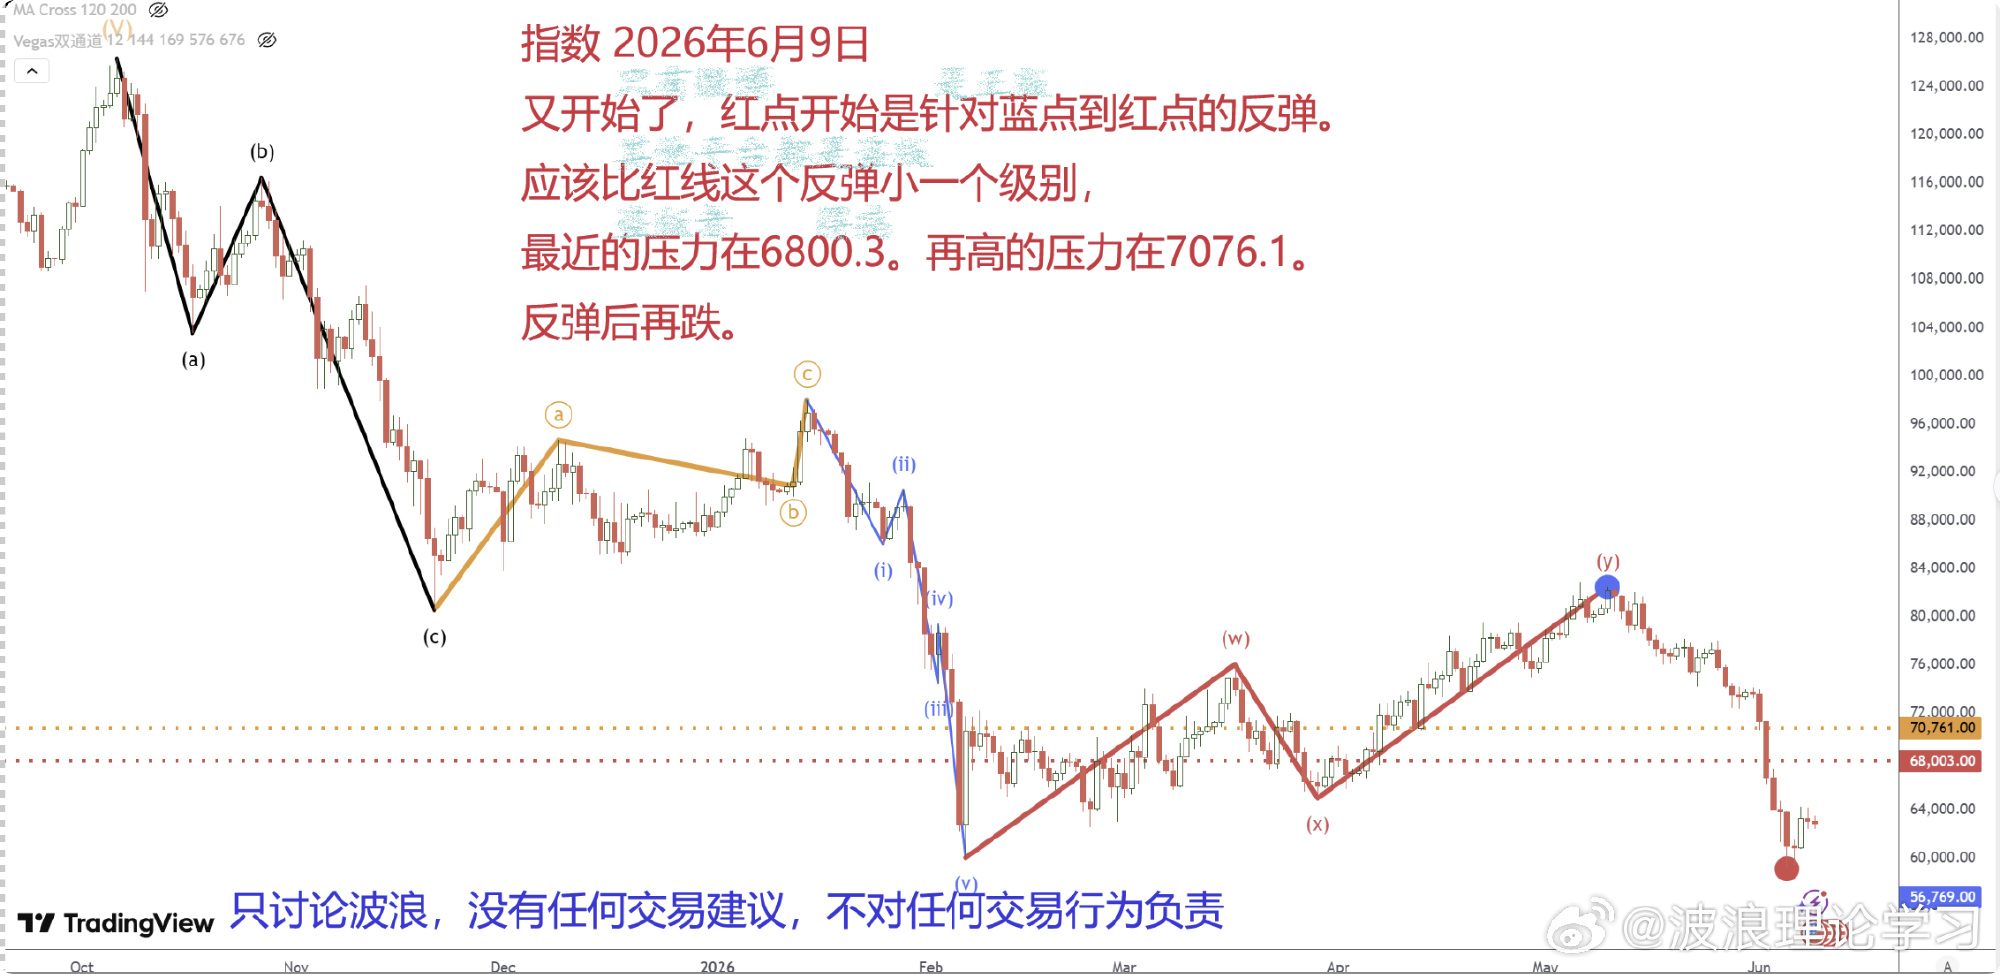 MA Cross 120 200
(V)
Vegas双通道 12 144 169 576 676
指数 2026年6月9日
又开始了，红点开始是针对蓝点到红点的反弹。
应该比红线这个反弹小一个级别，
最近的压力在6800.3。再高的压力在7076.1。
反弹后再跌。
(b)
(a)
(c)
a
b
c
(i)
(ii)
(iv)
(iii)
(v)
(w)
(x)
(y)
128,000.00
124,000.00
120,000.00
116,000.00
112,000.00
108,000.00
104,000.00
100,000.00
96,000.00
92,000.00
88,000.00
84,000.00
80,000.00
76,000.00
72,000.00
70,761.00
68,003.00
64,000.00
60,000.00
56,769.00
TradingView
只讨论波浪，没有任何交易建议，不对任何交易行为负责
@波浪理论学习
Oct Nov Dec 2026 Feb Mar Apr May Jun A